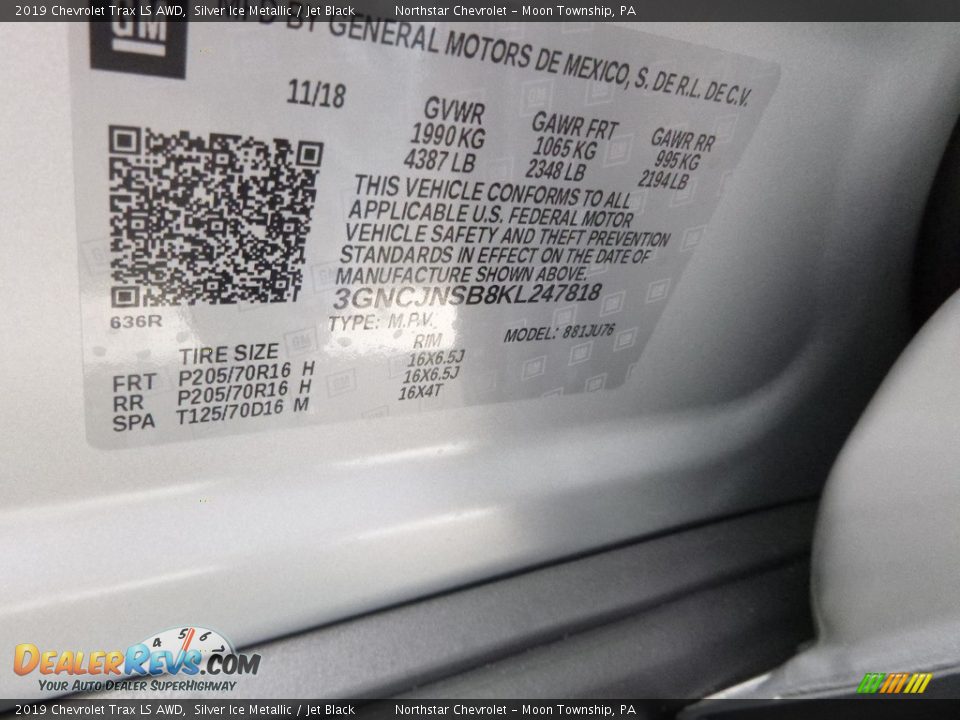 2019 Chevrolet Trax LS AWD, Silver Ice Metallic / Jet Black Northstar Chevrolet - Moon Township, PA
GM
MFD BY GENERAL MOTORS DE MEXICO, S. DE R.L. DE C.V.
11/18
GVWR GAWR FRT GAWR RR
1990 KG 1065 KG 995 KG
4387 LB 2348 LB 2194 LB
THIS VEHICLE CONFORMS TO ALL
APPLICABLE U.S. FEDERAL MOTOR
VEHICLE SAFETY AND THEFT PREVENTION
STANDARDS IN EFFECT ON THE DATE OF
MANUFACTURE SHOWN ABOVE.
3GNCJNSB8KL247818
636R
TYPE: M.P.V. MODEL: 881JU76
TIRE SIZE RIM
FRT P205/70R16 H 16X6.5J
RR P205/70R16 H 16X6.5J
SPA T125/70D16 M 16X4T
4 5 6
DEALERREVS.COM
YOUR AUTO DEALER SUPERHIGHWAY
2019 Chevrolet Trax LS AWD, Silver Ice Metallic / Jet Black Northstar Chevrolet - Moon Township, PA